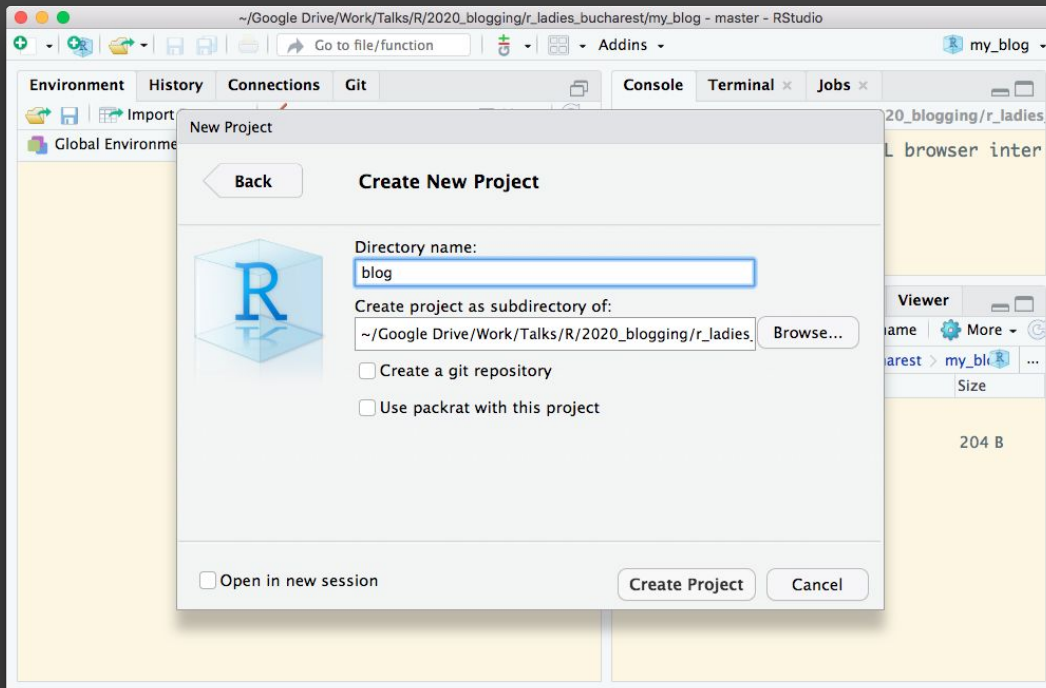 ~/Google Drive/Work/Talks/R/2020_blogging/r_ladies_bucharest/my_blog - master - RStudio
Go to file/function
Addins
my_blog
Environment History Connections Git
Console Terminal Jobs
Import
20_blogging/r_ladies
Global Environme
L browser inter
New Project
Back
Create New Project
R
Directory name:
blog
Create project as subdirectory of:
~/Google Drive/Work/Talks/R/2020_blogging/r_ladies_
Browse...
Create a git repository
Use packrat with this project
Viewer
ame More
arest > my_bl
...
Size
204 B
Open in new session
Create Project
Cancel